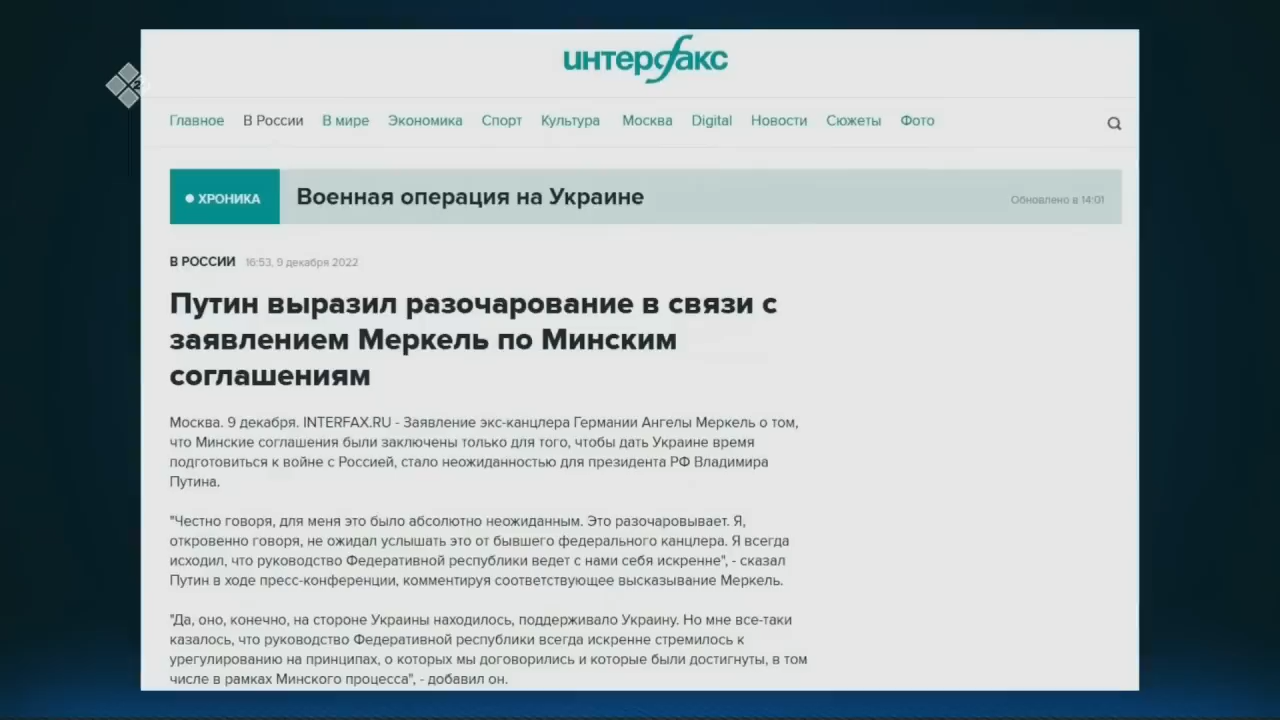 интерфакс
Главное В России В мире Экономика Спорт Культура Москва Digital Новости Сюжеты Фото
ХРОНИКА Военная операция на Украине Обновлено в 14:01
В РОССИИ 16:53, 9 декабря 2022
Путин выразил разочарование в связи с
заявлением Меркель по Минским
соглашениям
Москва. 9 декабря. INTERFAX.RU - Заявление экс-канцлера Германии Ангелы Меркель о том,
что Минские соглашения были заключены только для того, чтобы дать Украине время
подготовиться к войне с Россией, стало неожиданностью для президента РФ Владимира
Путина.
"Честно говоря, для меня это было абсолютно неожиданным. Это разочаровывает. Я,
откровенно говоря, не ожидал услышать это от бывшего федерального канцлера. Я всегда
исходил, что руководство Федеративной республики ведет с нами себя искренне", - сказал
Путин в ходе пресс-конференции, комментируя соответствующее высказывание Меркель.
"Да, оно, конечно, на стороне Украины находилось, поддерживало Украину. Но мне все-таки
казалось, что руководство Федеративной республики всегда искренне стремилось к
урегулированию на принципах, о которых мы договорились и которые были достигнуты, в том
числе в рамках Минского процесса", - добавил он.